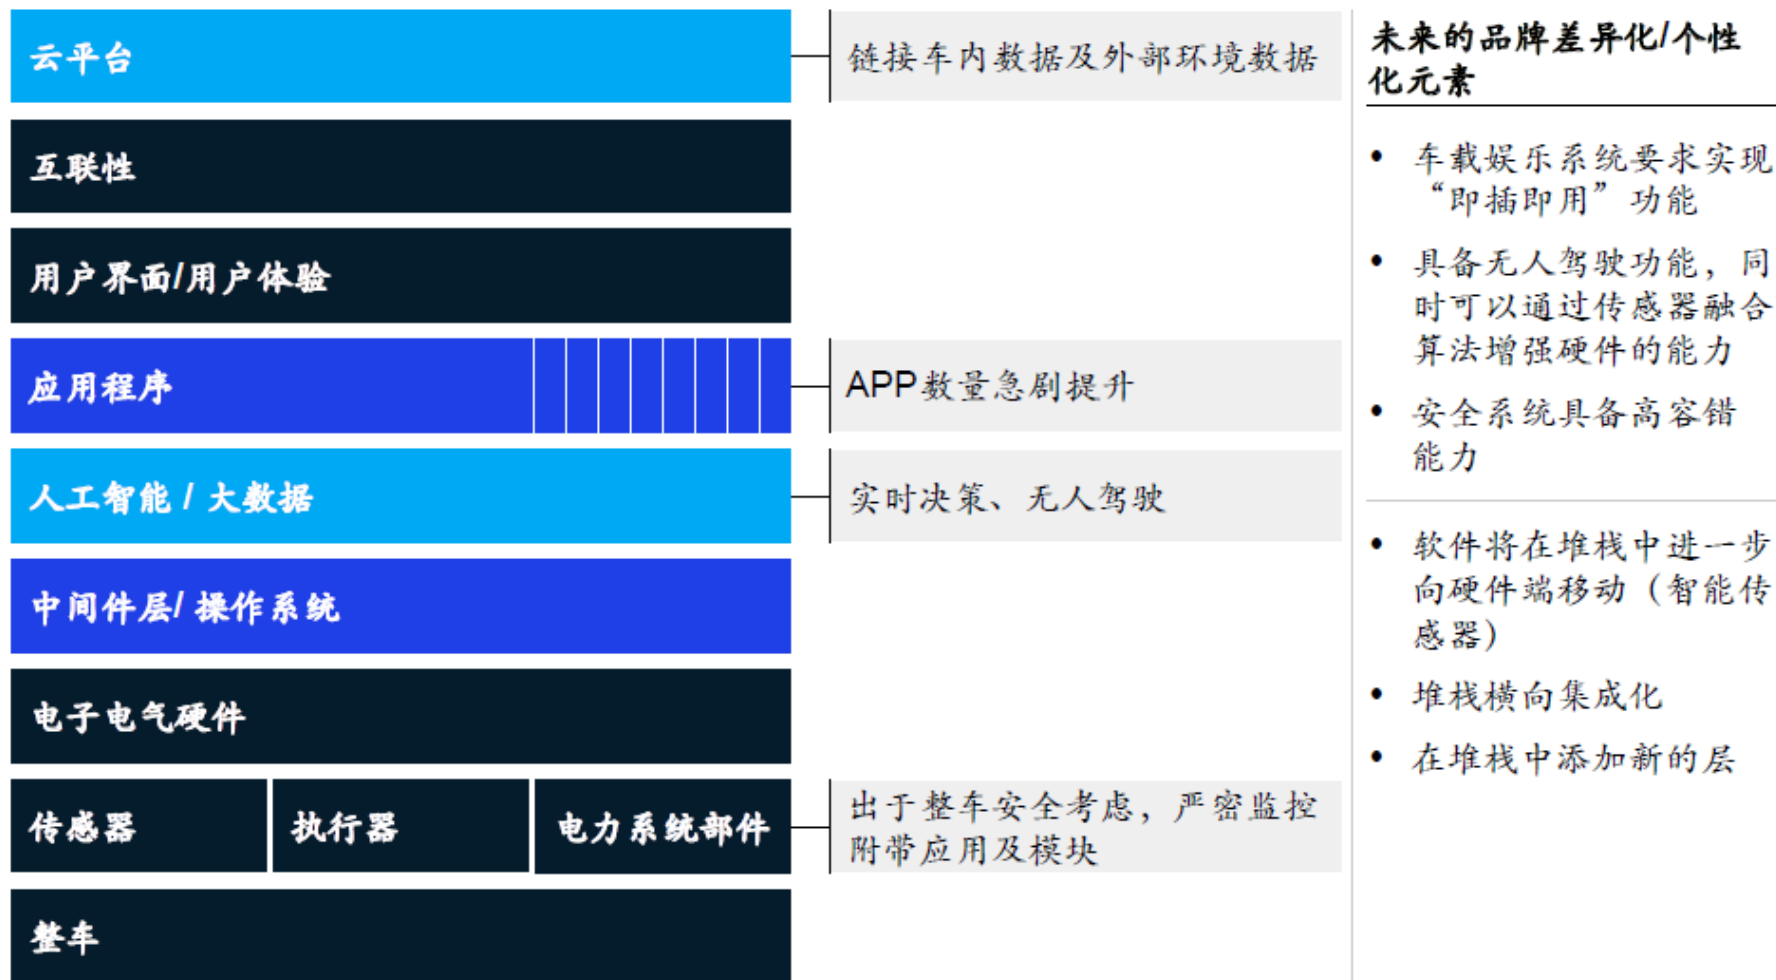 云平台
链接车内数据及外部环境数据
互联性
用户界面/用户体验
应用程序
APP数量急剧提升
人工智能 / 大数据
实时决策、无人驾驶
中间件层/ 操作系统
电子电气硬件
传感器
执行器
电力系统部件
出于整车安全考虑，严密监控
附带应用及模块
整车
未来的品牌差异化/个性
化元素
• 车载娱乐系统要求实现
“即插即用”功能
• 具备无人驾驶功能，同
时可以通过传感器融合
算法增强硬件的能力
• 安全系统具备高容错
能力
• 软件将在堆栈中进一步
向硬件端移动（智能传
感器）
• 堆栈横向集成化
• 在堆栈中添加新的层